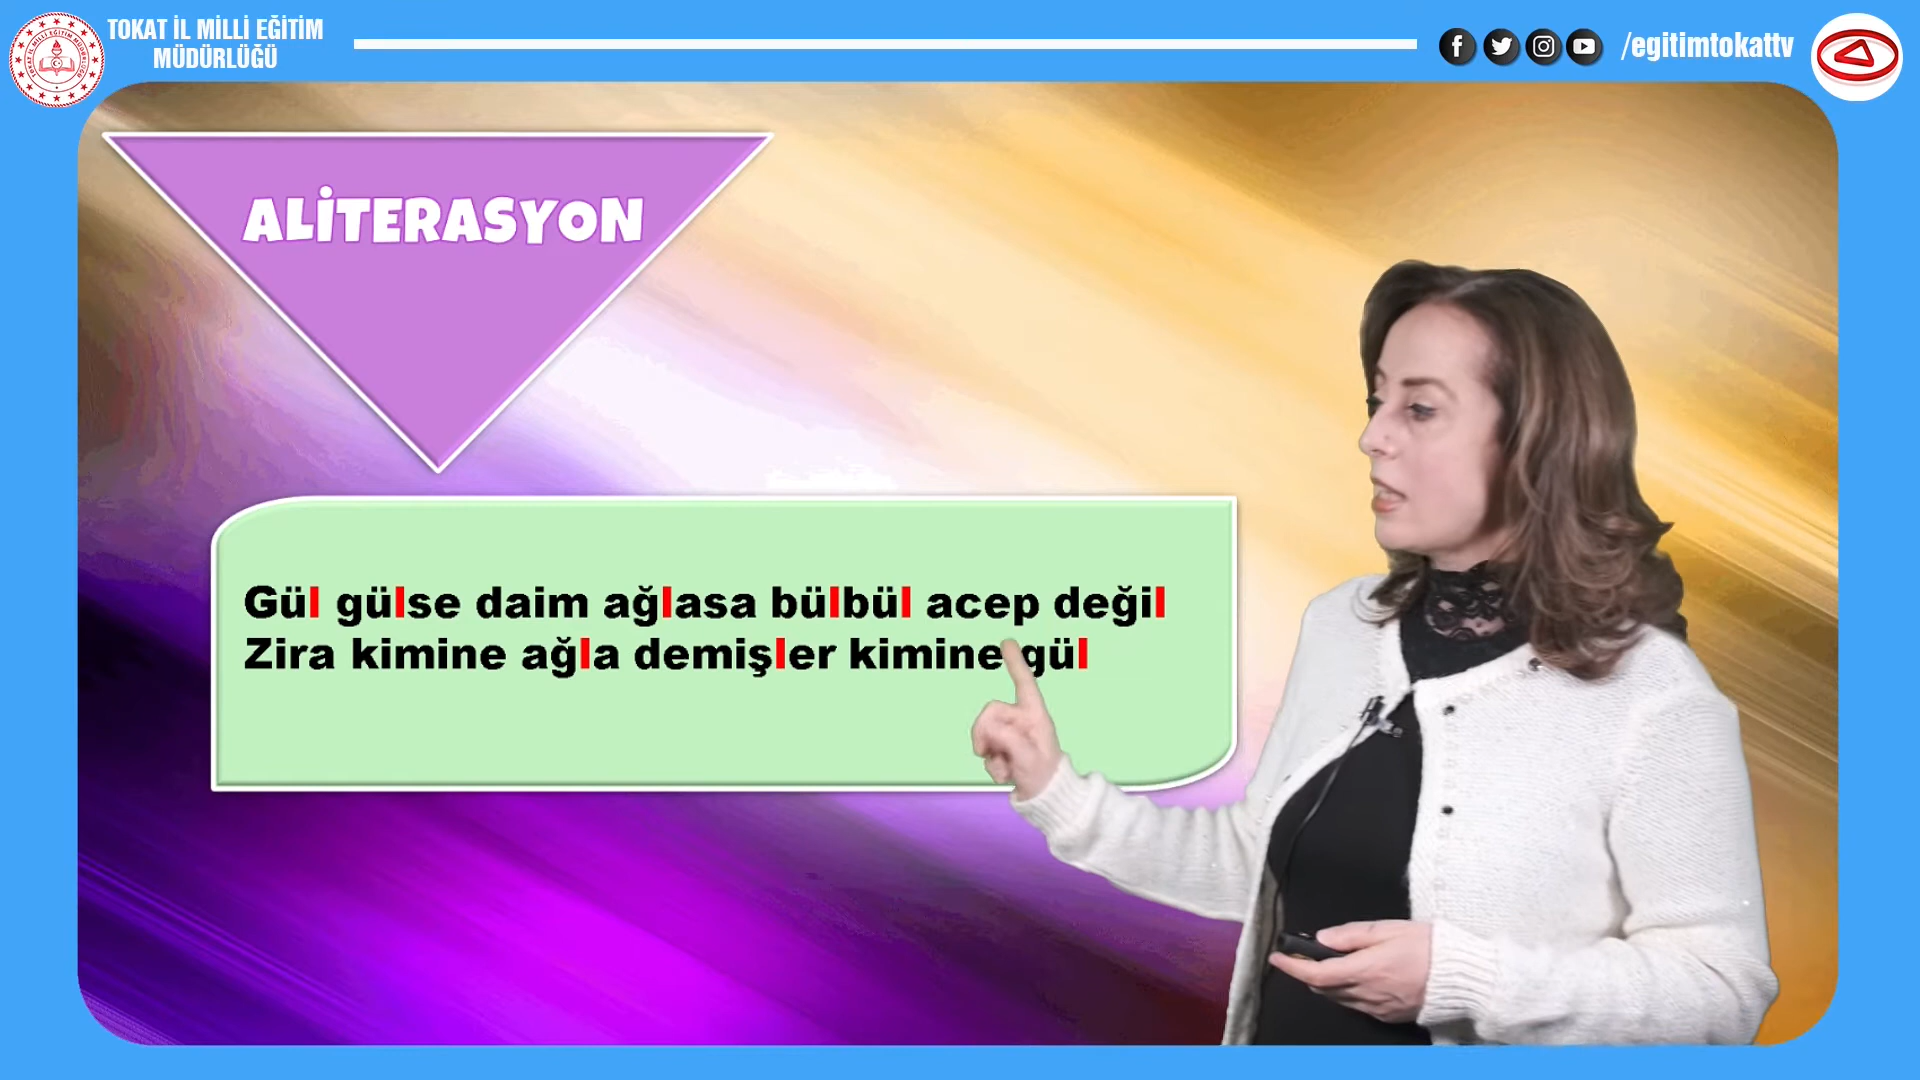 TOKAT İL MİLLİ EĞİTİM
MÜDÜRLÜĞÜ
/egitimtokattv
ALİTERASYON
Gül gülse daim ağlasa bülbül acep değil
Zira kimine ağla demişler kimine gül